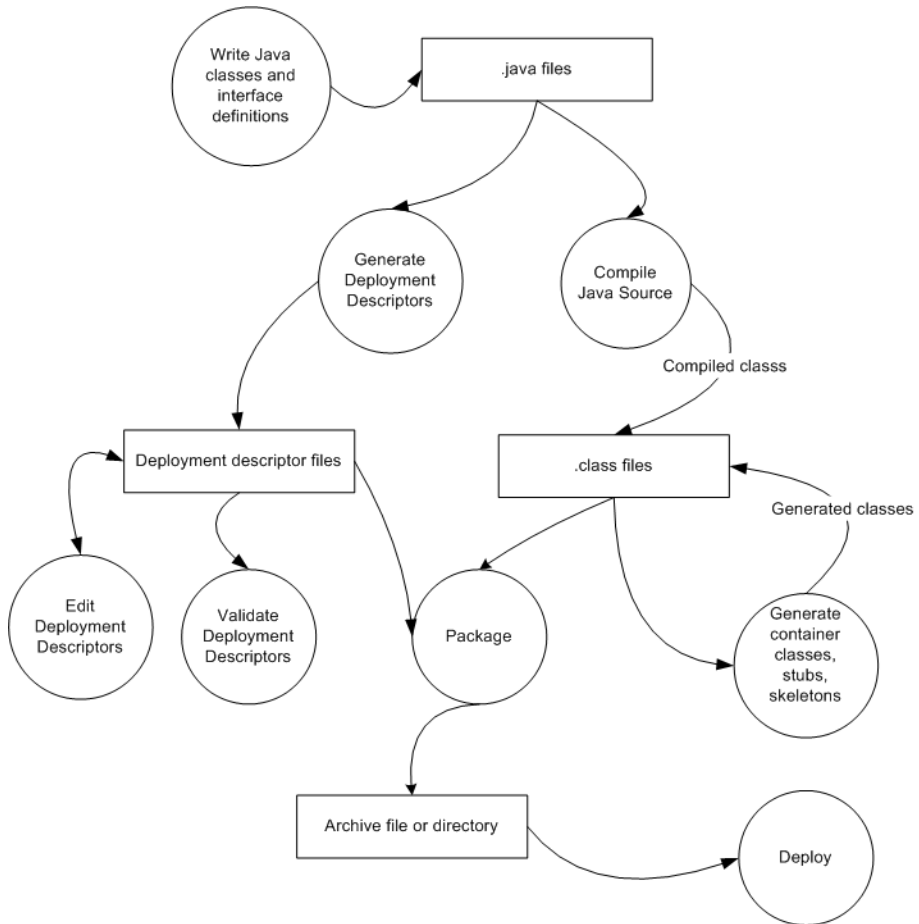 Write Java
classes and
interface
definitions
.java files
Generate
Deployment
Descriptors
Compile
Java Source
Compiled classs
Deployment descriptor files
.class files
Generated classes
Edit
Deployment
Descriptors
Validate
Deployment
Descriptors
Package
Generate
container
classes,
stubs,
skeletons
Archive file or directory
Deploy